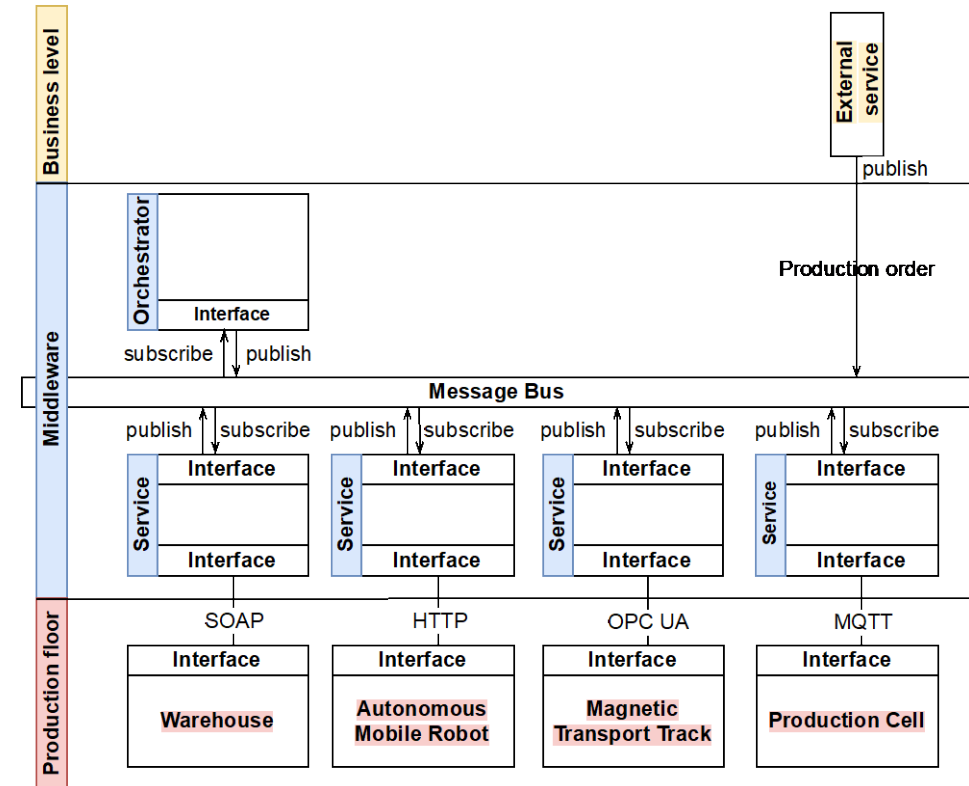 Business level
External
service
publish
Orchestrator
Interface
Production order
subscribe
publish
Middleware
Message Bus
publish
subscribe
publish
subscribe
publish
subscribe
publish
subscribe
Service
Interface
Interface
Service
Interface
Interface
Service
Interface
Interface
Service
Interface
Interface
Production floor
SOAP
HTTP
OPC UA
MQTT
Interface
Warehouse
Interface
Autonomous
Mobile Robot
Interface
Magnetic
Transport Track
Interface
Production Cell